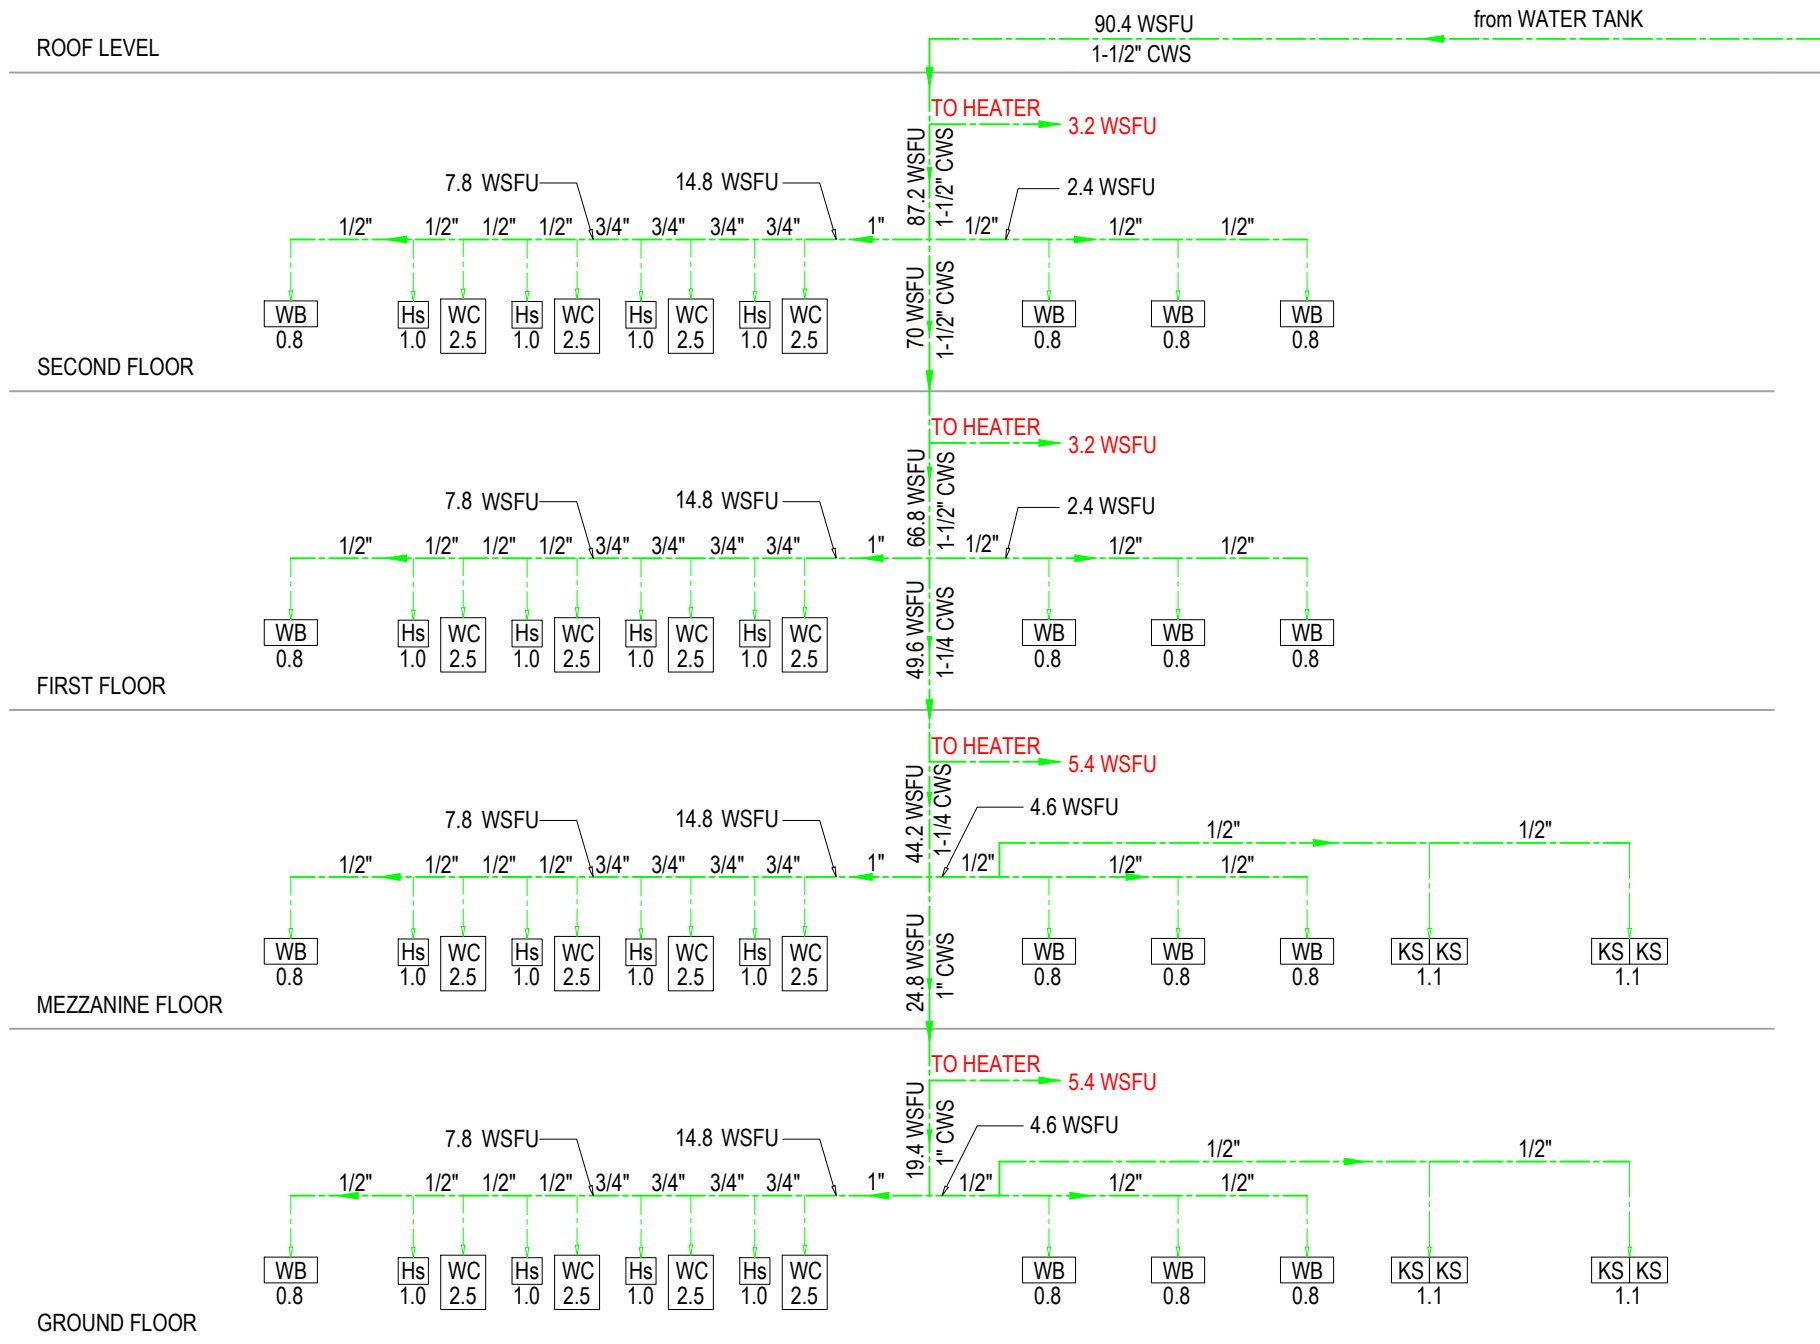 90.4 WSFU
from WATER TANK
1-1/2" CWS
ROOF LEVEL
TO HEATER
3.2 WSFU
87.2 WSFU
1-1/2" CWS
7.8 WSFU
14.8 WSFU
2.4 WSFU
1/2" 1/2" 1/2" 1/2" 3/4" 3/4" 3/4" 3/4" 1" 1/2" 1/2" 1/2"
70 WSFU
1-1/2" CWS
WB Hs WC Hs WC Hs WC Hs WC WB WB WB
0.8 1.0 2.5 1.0 2.5 1.0 2.5 1.0 2.5 0.8 0.8 0.8
SECOND FLOOR
TO HEATER
3.2 WSFU
66.8 WSFU
1-1/2" CWS
7.8 WSFU
14.8 WSFU
2.4 WSFU
1/2" 1/2" 1/2" 1/2" 3/4" 3/4" 3/4" 3/4" 1" 1/2" 1/2" 1/2"
49.6 WSFU
1-1/4 CWS
WB Hs WC Hs WC Hs WC Hs WC WB WB WB
0.8 1.0 2.5 1.0 2.5 1.0 2.5 1.0 2.5 0.8 0.8 0.8
FIRST FLOOR
TO HEATER
5.4 WSFU
44.2 WSFU
1-1/4 CWS
7.8 WSFU
14.8 WSFU
4.6 WSFU
1/2" 1/2"
1/2" 1/2" 1/2" 1/2" 3/4" 3/4" 3/4" 3/4" 1" 1/2" 1/2" 1/2"
24.8 WSFU
1" CWS
WB Hs WC Hs WC Hs WC Hs WC WB WB WB KS KS KS KS
0.8 1.0 2.5 1.0 2.5 1.0 2.5 1.0 2.5 0.8 0.8 0.8 1.1 1.1
MEZZANINE FLOOR
TO HEATER
5.4 WSFU
19.4 WSFU
1" CWS
7.8 WSFU
14.8 WSFU
4.6 WSFU
1/2" 1/2"
1/2" 1/2" 1/2" 1/2" 3/4" 3/4" 3/4" 3/4" 1" 1/2" 1/2" 1/2"
WB Hs WC Hs WC Hs WC Hs WC WB WB WB KS KS KS KS
0.8 1.0 2.5 1.0 2.5 1.0 2.5 1.0 2.5 0.8 0.8 0.8 1.1 1.1
GROUND FLOOR